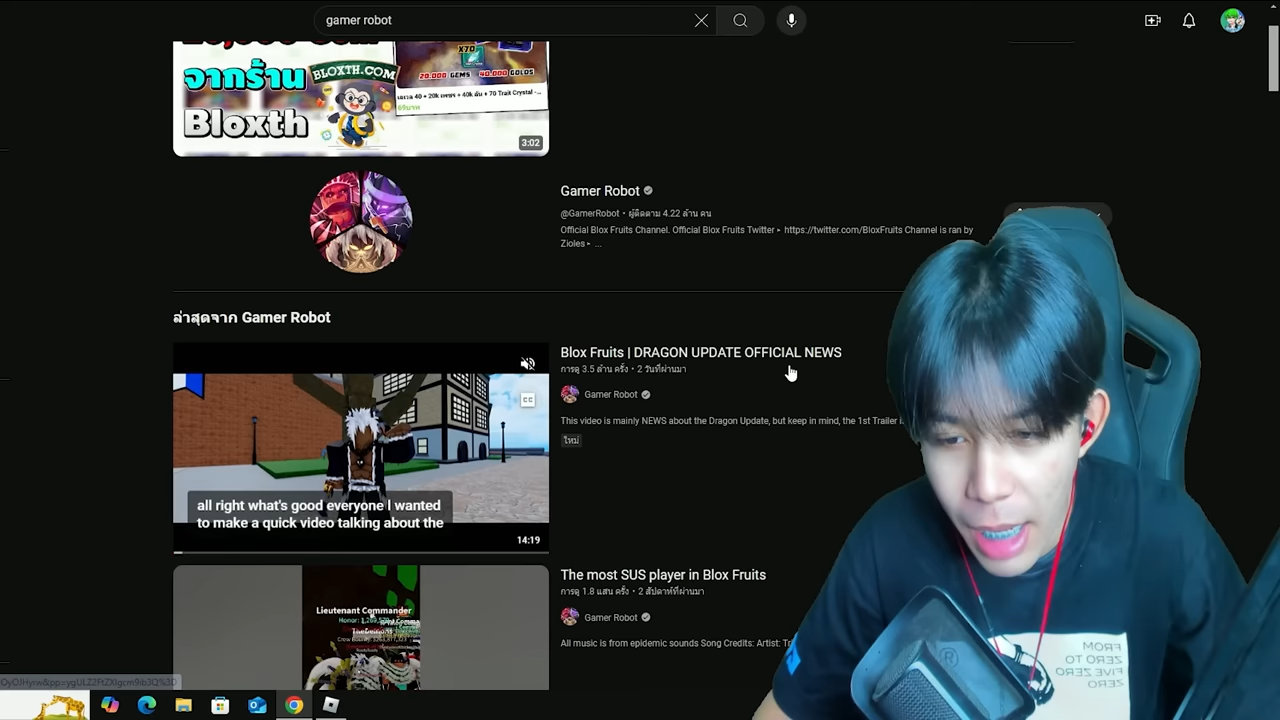 gamer robot
จากร้าน
BLOXTH.COM
Bloxth
X70
20.000 GEMS 40.000 GOLDS
69บาท
3:02
Gamer Robot
@GamerRobot • ผู้ติดตาม 4.22 ล้าน คน
Official Blox Fruits Channel. Official Blox Fruits Twitter ▸ https://twitter.com/BloxFruits Channel is ran by
Zioles ▸ ...
ล่าสุดจาก Gamer Robot
Blox Fruits | DRAGON UPDATE OFFICIAL NEWS
การดู 3.5 ล้าน ครั้ง • 2 วันที่ผ่านมา
Gamer Robot
CC
This video is mainly NEWS about the Dragon Update, but keep in mind, the 1st Trailer
ใหม่
all right what's good everyone I wanted
to make a quick video talking about the
14:19
The most SUS player in Blox Fruits
การดู 1.8 แสน ครั้ง • 2 สัปดาห์ที่ผ่านมา
Gamer Robot
All music is from epidemic sounds Song Credits: Artist:
Lieutenant Commander
FROM
ZERO TO
FIVE ZERO
ZEROES